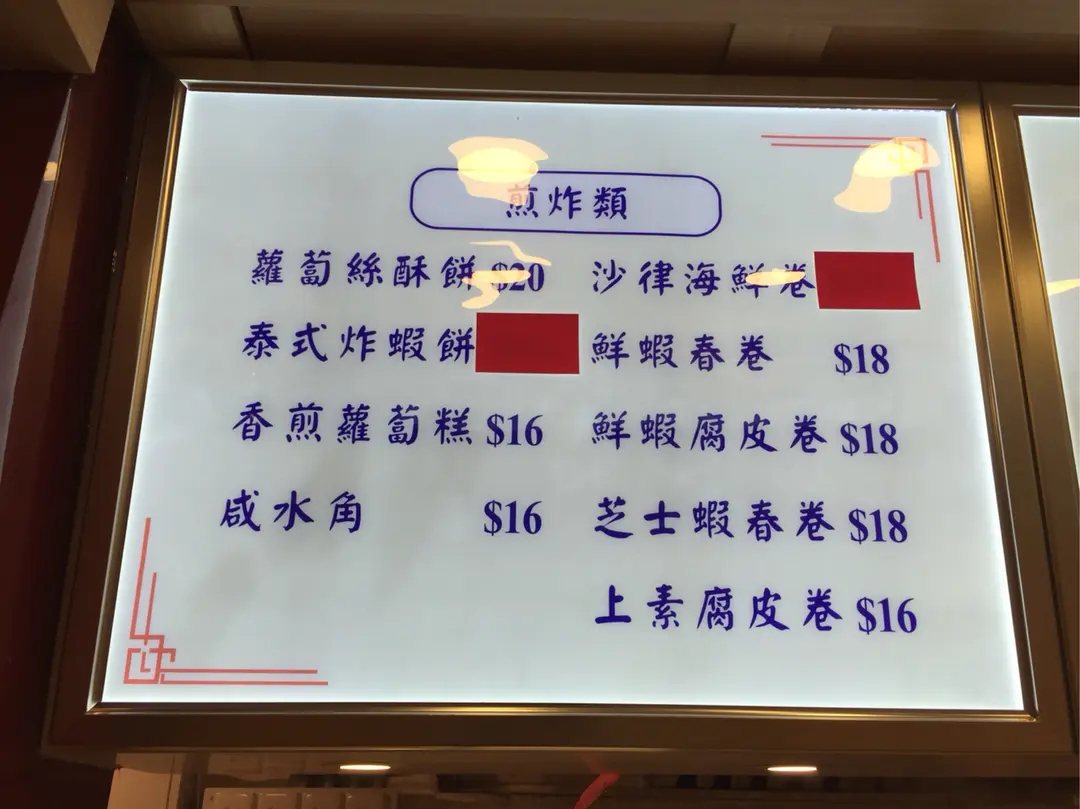 煎炸類
蘿蔔絲酥餅 $20
泰式炸蝦餅
香煎蘿蔔糕 $16
咸水角 $16
沙律海鮮卷
鮮蝦春卷 $18
鮮蝦腐皮卷 $18
芝士蝦春卷 $18
上素腐皮卷 $16